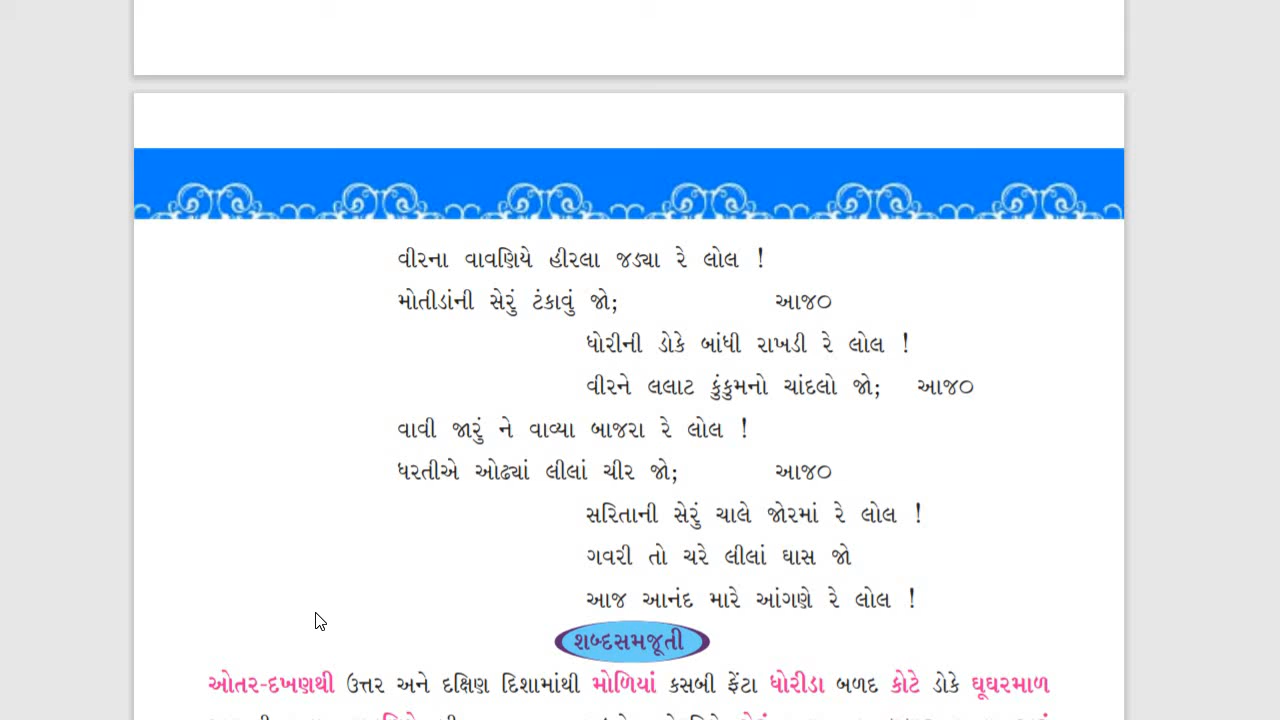 વીરના વાવણિયે હીરલા જડ્યા રે લોલ !
મોતીડાંની સેરું ટંકાવું જો; આજ૦
ધોરીની ડોકે બાંધી રાખડી રે લોલ !
વીરને લલાટ કુંકુમનો ચાંદલો જો; આજ૦
વાવી જારું ને વાવ્યા બાજરા રે લોલ !
ધરતીએ ઓઢ્યાં લીલાં ચીર જો; આજ૦
સરિતાની સેરું ચાલે જોરમાં રે લોલ !
ગવરી તો ચરે લીલાં ઘાસ જો
આજ આનંદ મારે આંગણે રે લોલ !
શબ્દસમજૂતી
ઓતર-દખણથી ઉત્તર અને દક્ષિણ દિશામાંથી મોળિયાં કસબી ફેંટા ધોરીડા બળદ કોટે ડોકે ઘૂઘરમાળ